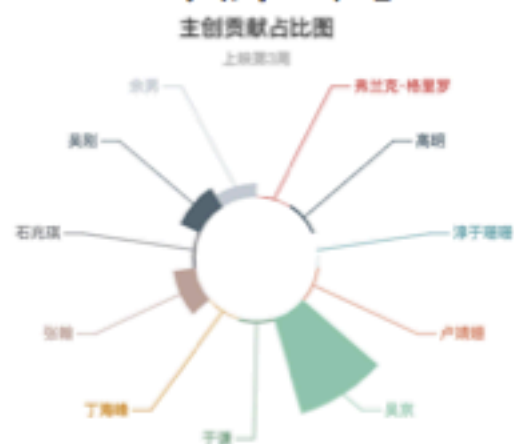 主创贡献占比图
上映第3周
余男
弗兰克·格里罗
吴刚
高明
石兆琪
淳于珊珊
张翰
卢靖姗
丁海峰
吴京
于谦